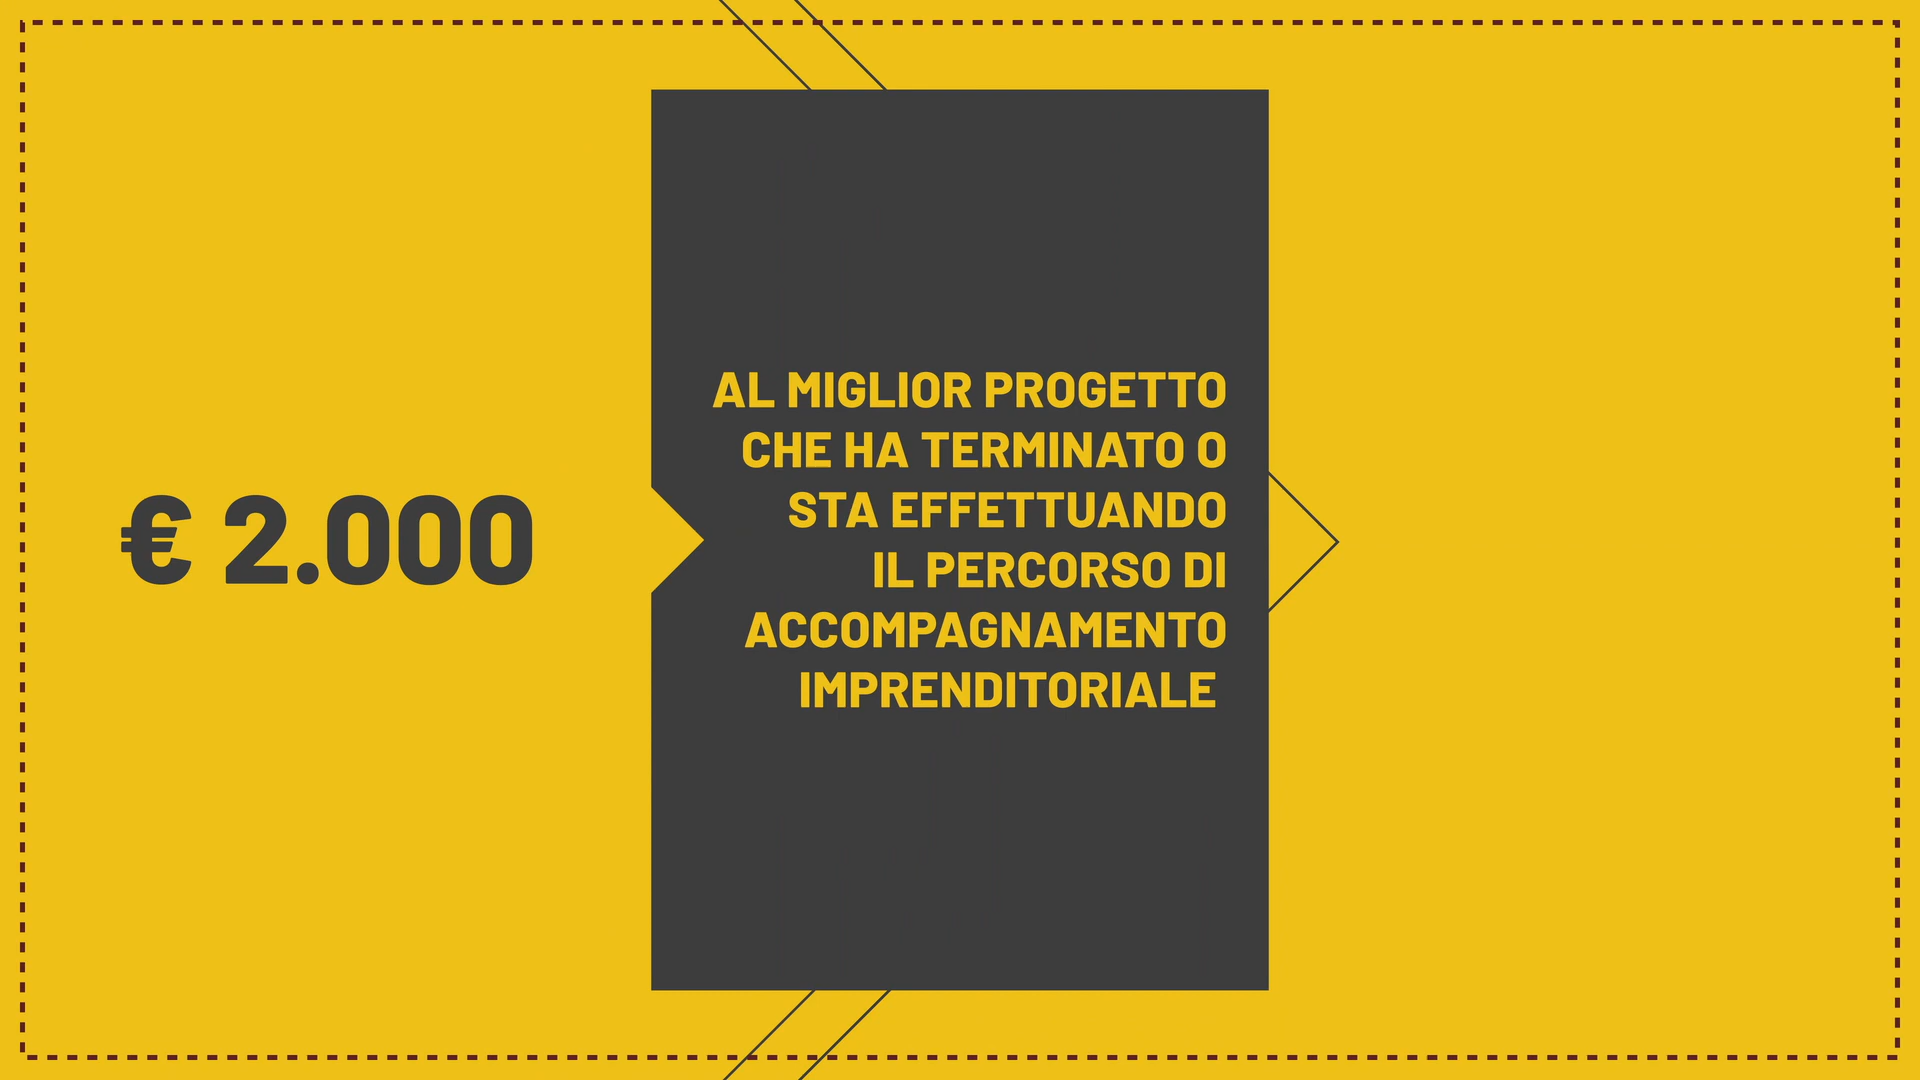 € 2.000
AL MIGLIOR PROGETTO
CHE HA TERMINATO O
STA EFFETTUANDO
IL PERCORSO DI
ACCOMPAGNAMENTO
IMPRENDITORIALE